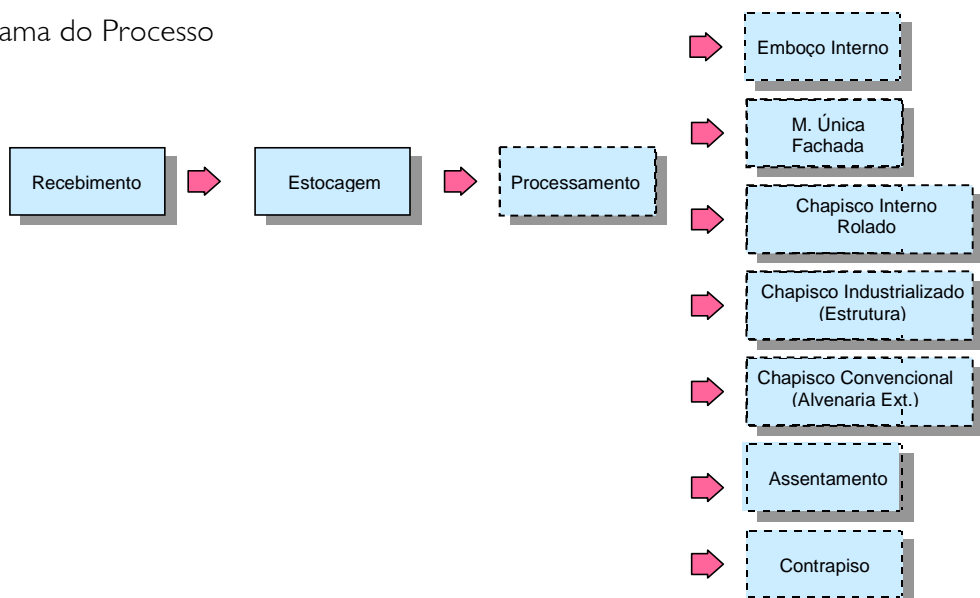 ama do Processo
Recebimento
Estocagem
Processamento
Emboço Interno
M. Única
Fachada
Chapisco Interno
Rolado
Chapisco Industrializado
(Estrutura)
Chapisco Convencional
(Alvenaria Ext.)
Assentamento
Contrapiso